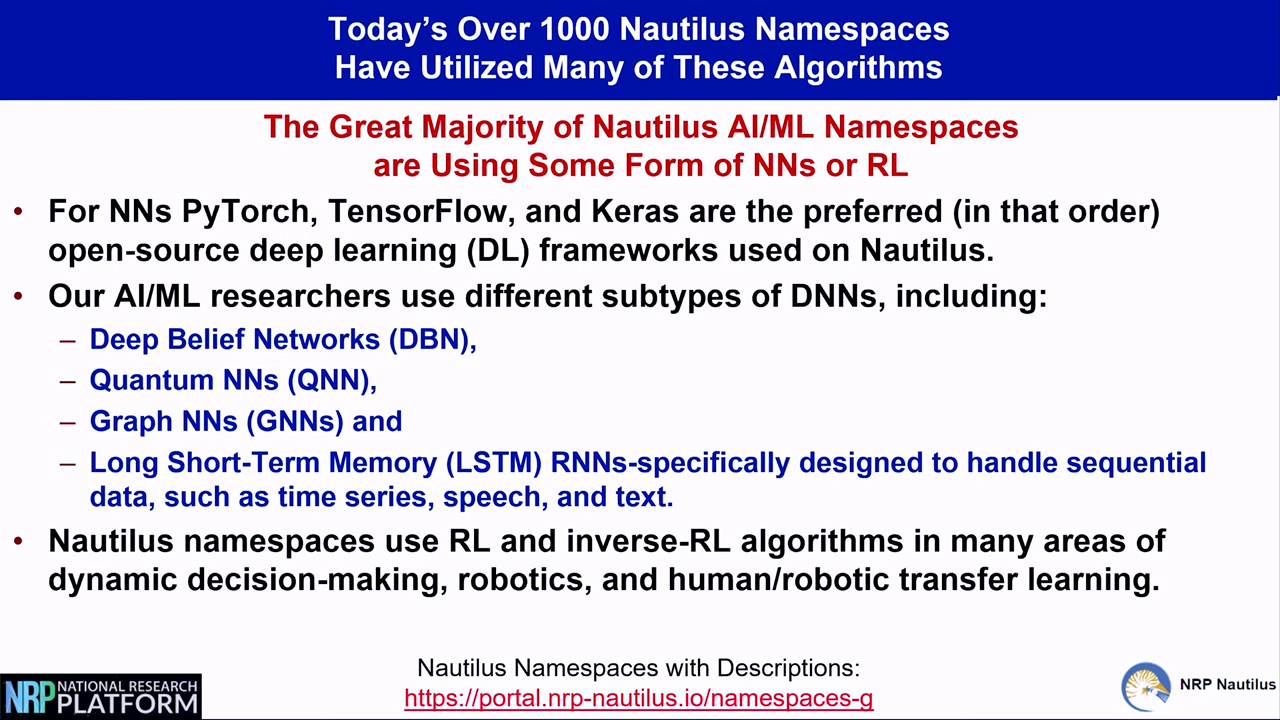 Today's Over 1000 Nautilus Namespaces
Have Utilized Many of These Algorithms
The Great Majority of Nautilus AI/ML Namespaces
are Using Some Form of NNs or RL
• For NNs PyTorch, TensorFlow, and Keras are the preferred (in that order)
open-source deep learning (DL) frameworks used on Nautilus.
• Our AI/ML researchers use different subtypes of DNNs, including:
– Deep Belief Networks (DBN),
– Quantum NNs (QNN),
– Graph NNs (GNNs) and
– Long Short-Term Memory (LSTM) RNNs-specifically designed to handle sequential
data, such as time series, speech, and text.
• Nautilus namespaces use RL and inverse-RL algorithms in many areas of
dynamic decision-making, robotics, and human/robotic transfer learning.
Nautilus Namespaces with Descriptions:
https://portal.nrp-nautilus.io/namespaces-g
NRP NATIONAL RESEARCH
PLATFORM
NRP Nautilus